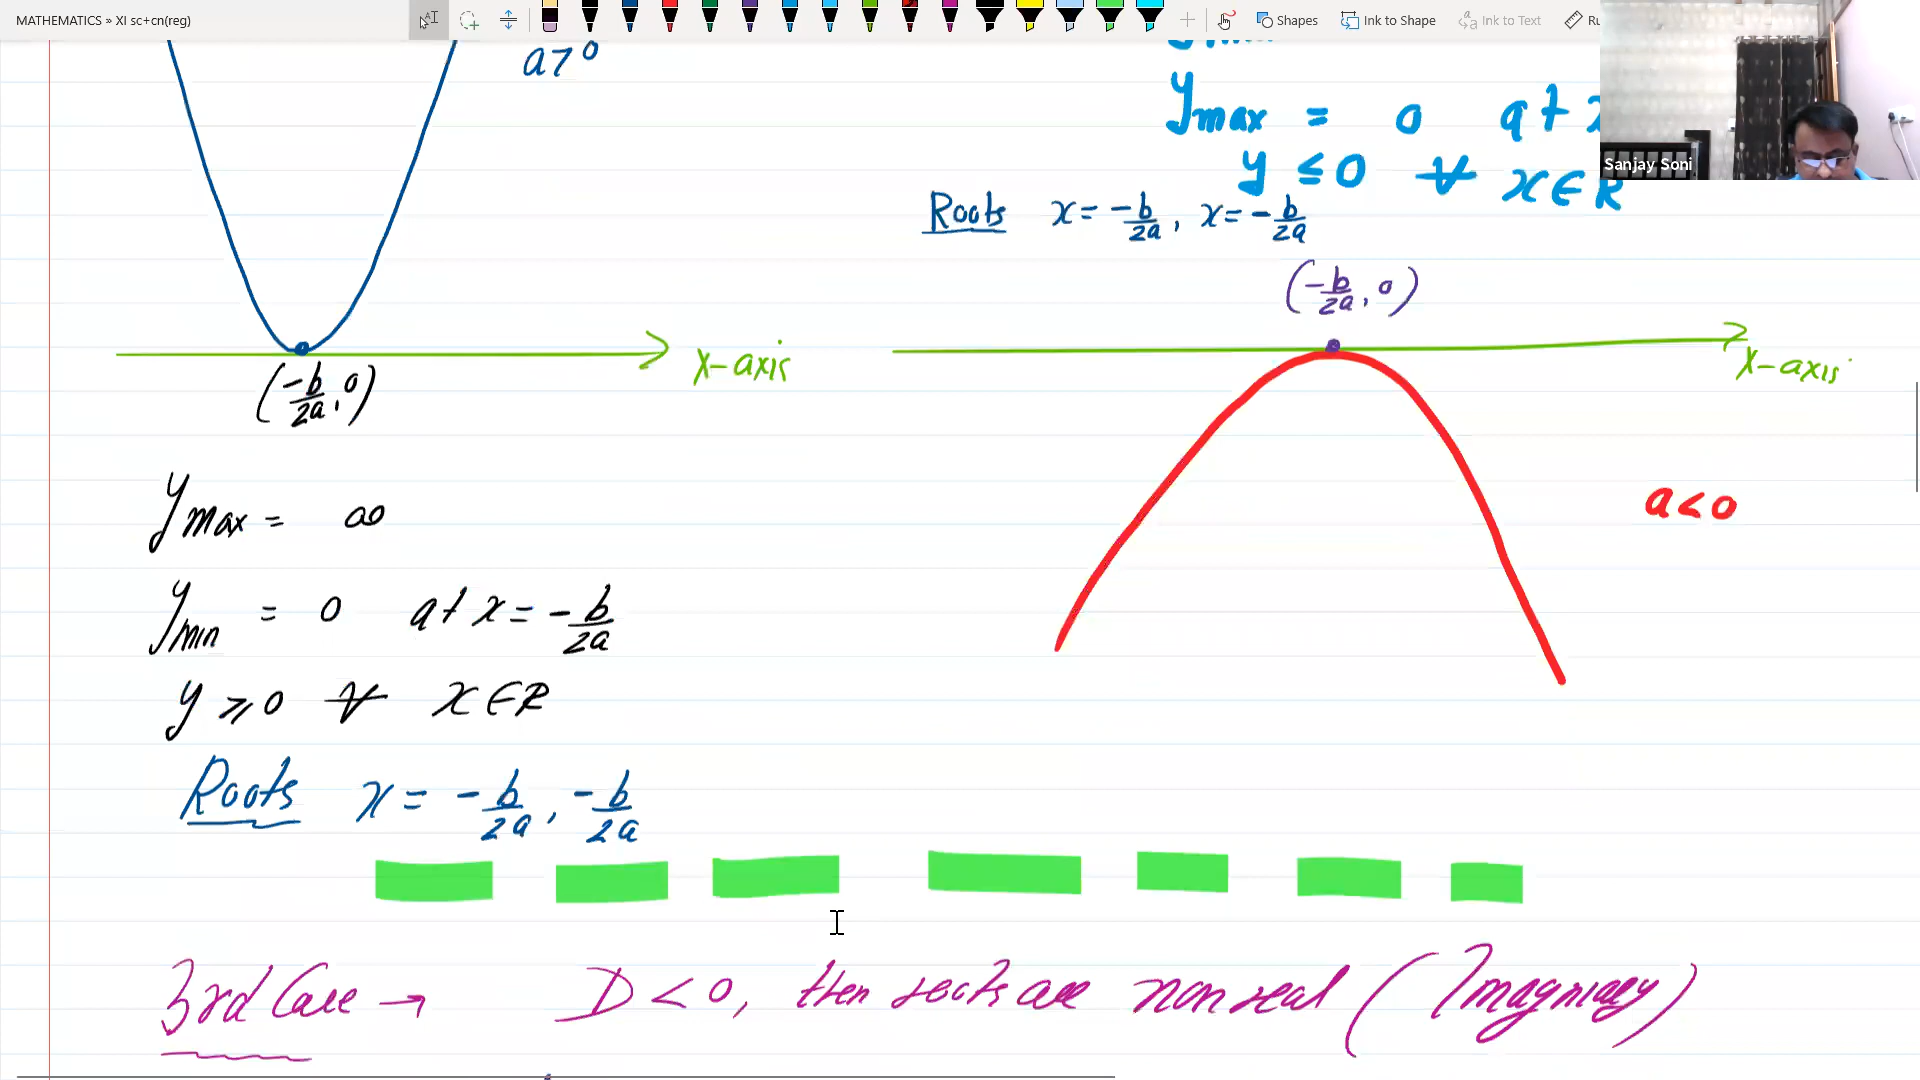 MATHEMATICS » XI sc+cn(reg)
Shapes
Ink to Shape
Ink to Text
Ru
Sanjay Soni
a>0
x-axis
(-b/2a, 0)
ymax = ∞
ymin = 0 at x = -b/2a
y ≥ 0 ∀ x∈R
Roots x = -b/2a, -b/2a
ymax = 0 at
y ≤ 0 ∀ x∈R
Roots x = -b/2a, x = -b/2a
(-b/2a, 0)
x-axis
a<0
3rd Case → D < 0, then roots are non real (Imaginary)